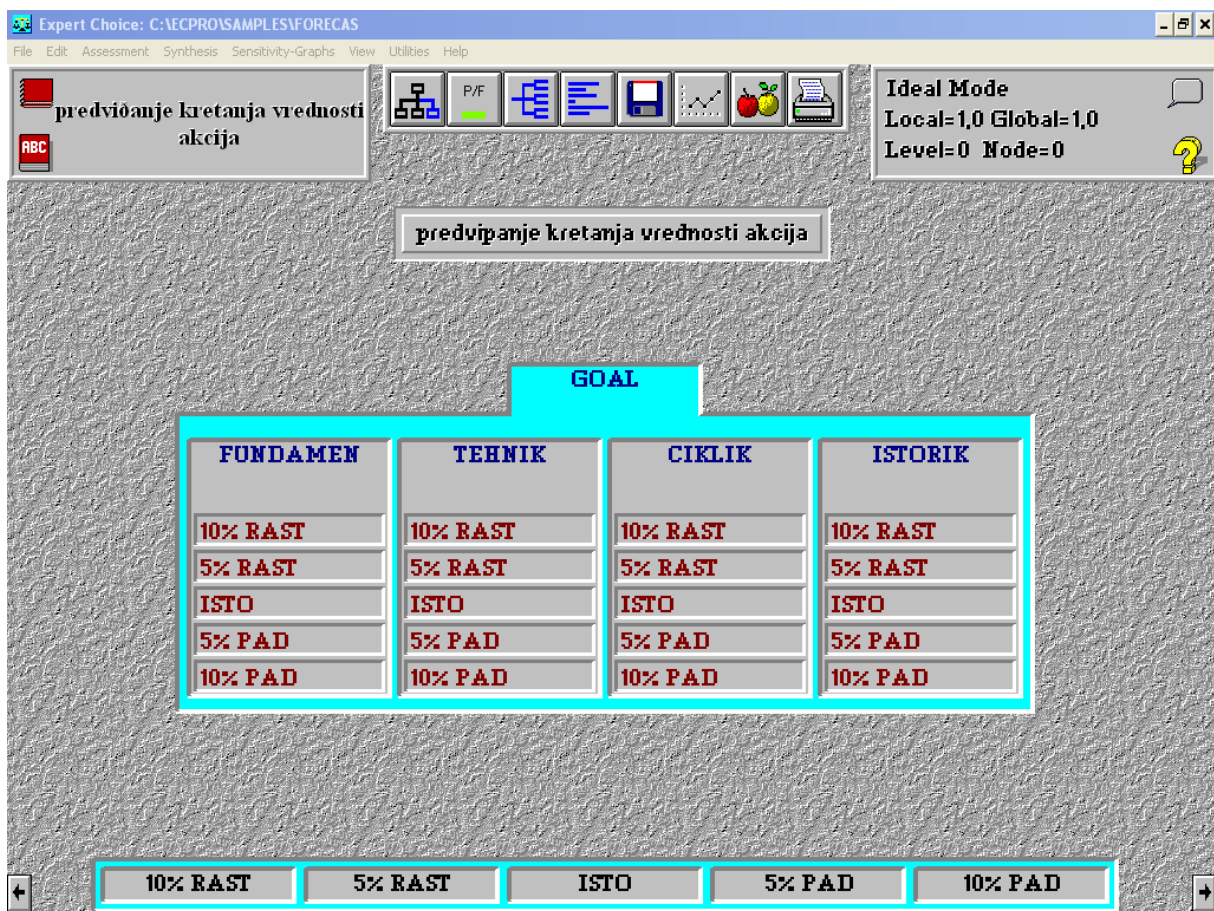 Expert Choice: C:\ECPRO\SAMPLES\FORECAS
File Edit Assessment Synthesis Sensitivity-Graphs View Utilities Help
predviðanje kretanja vrednosti
akcija
ABC
P/F
Ideal Mode
Local=1,0 Global=1,0
Level=0 Node=0
predviþanje kretanja vrednosti akcija
GOAL
FUNDAMEN TEHNIK CIKLIK ISTORIK
10% RAST 10% RAST 10% RAST 10% RAST
5% RAST 5% RAST 5% RAST 5% RAST
ISTO ISTO ISTO ISTO
5% PAD 5% PAD 5% PAD 5% PAD
10% PAD 10% PAD 10% PAD 10% PAD
10% RAST 5% RAST ISTO 5% PAD 10% PAD